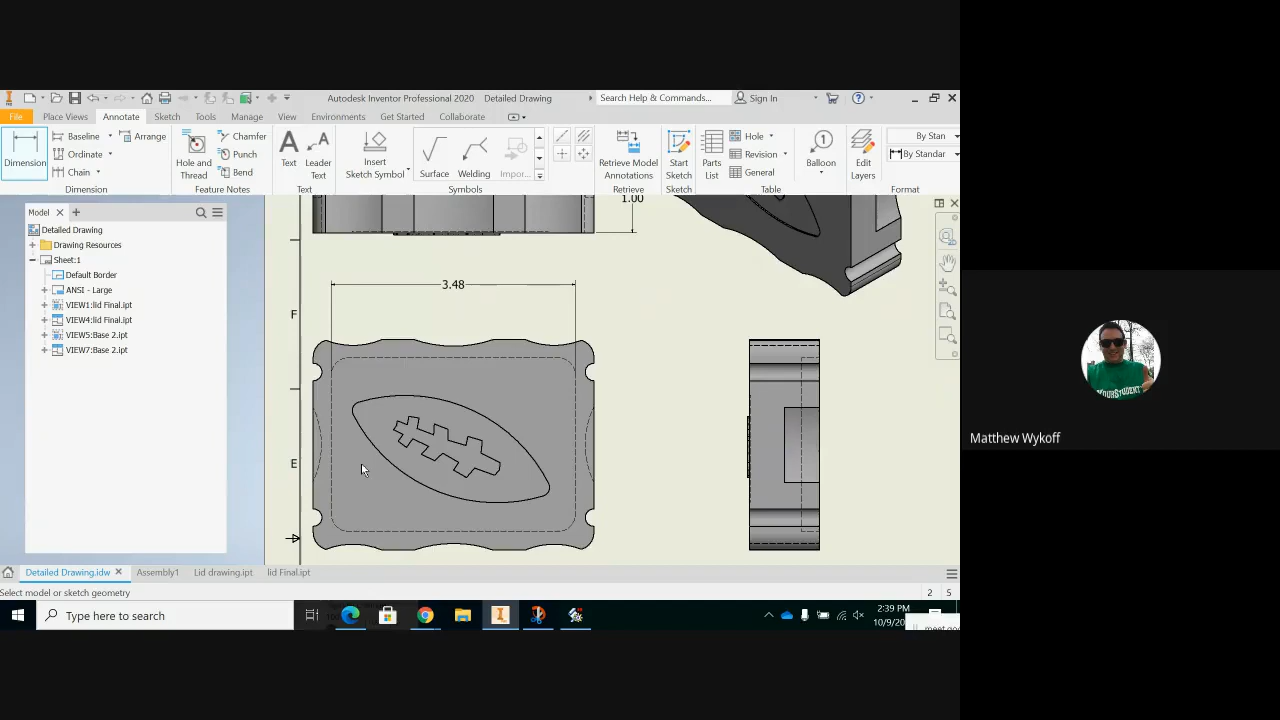 Autodesk Inventor Professional 2020 Detailed Drawing
Search Help & Commands...
Sign In
File Place Views Annotate Sketch Tools Manage View Environments Get Started Collaborate
Dimension
Baseline
Ordinate
Chain
Arrange
Dimension
Hole and Thread
Chamfer
Punch
Bend
Feature Notes
Text
Leader Text
Text
Insert Sketch Symbol
Surface
Welding
Impor...
Symbols
Retrieve Model Annotations
Retrieve
Start Sketch
Sketch
Parts List
Hole
Revision
General
Table
Balloon
Edit Layers
By Stan
By Standar
Format
Model
Detailed Drawing
Drawing Resources
Sheet:1
Default Border
ANSI - Large
VIEW1:lid Final.ipt
VIEW4:lid Final.ipt
VIEW5:Base 2.ipt
VIEW7:Base 2.ipt
1.00
3.48
F
E
Matthew Wykoff
Detailed Drawing.idw
Assembly1
Lid drawing.ipt
lid Final.ipt
Select model or sketch geometry
2 5
Type here to search
2:39 PM
10/9/20